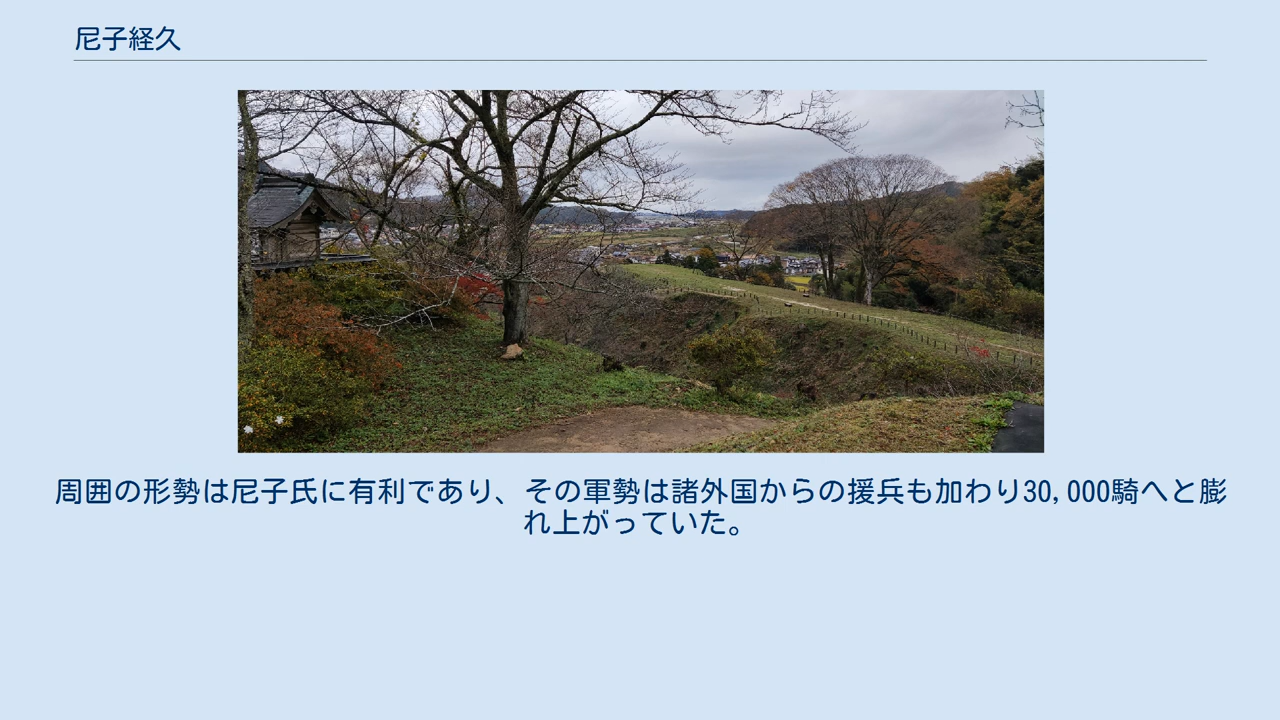 尼子経久
周囲の形勢は尼子氏に有利であり、その軍勢は諸外国からの援兵も加わり30,000騎へと膨
れ上がっていた。